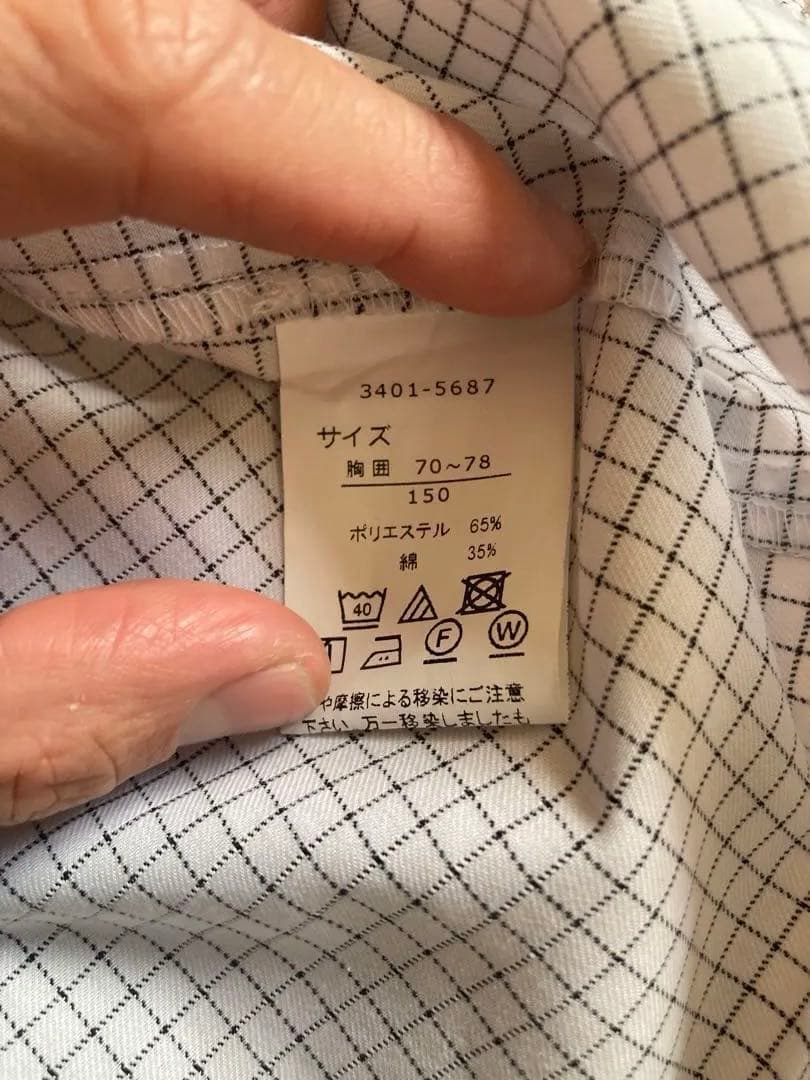 3401-5687
サイズ
胸囲 70~78
150
ポリエステル 65%
綿 35%
40
F W
や摩擦による移染にご注意
下さい 万一移染しましたも